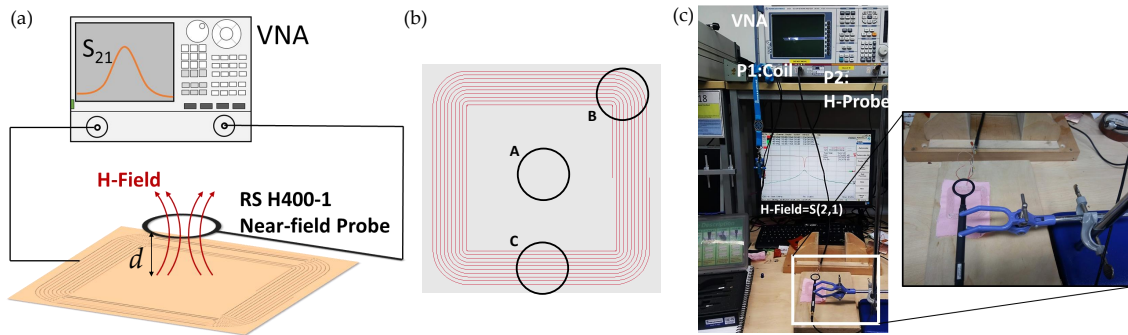 (a)
S21
VNA
H-Field
RS H400-1
Near-field Probe
d
(b)
A
B
C
(c)
VNA
P1:Coil
P2:
H-Probe
18
H-Field=S(2,1)